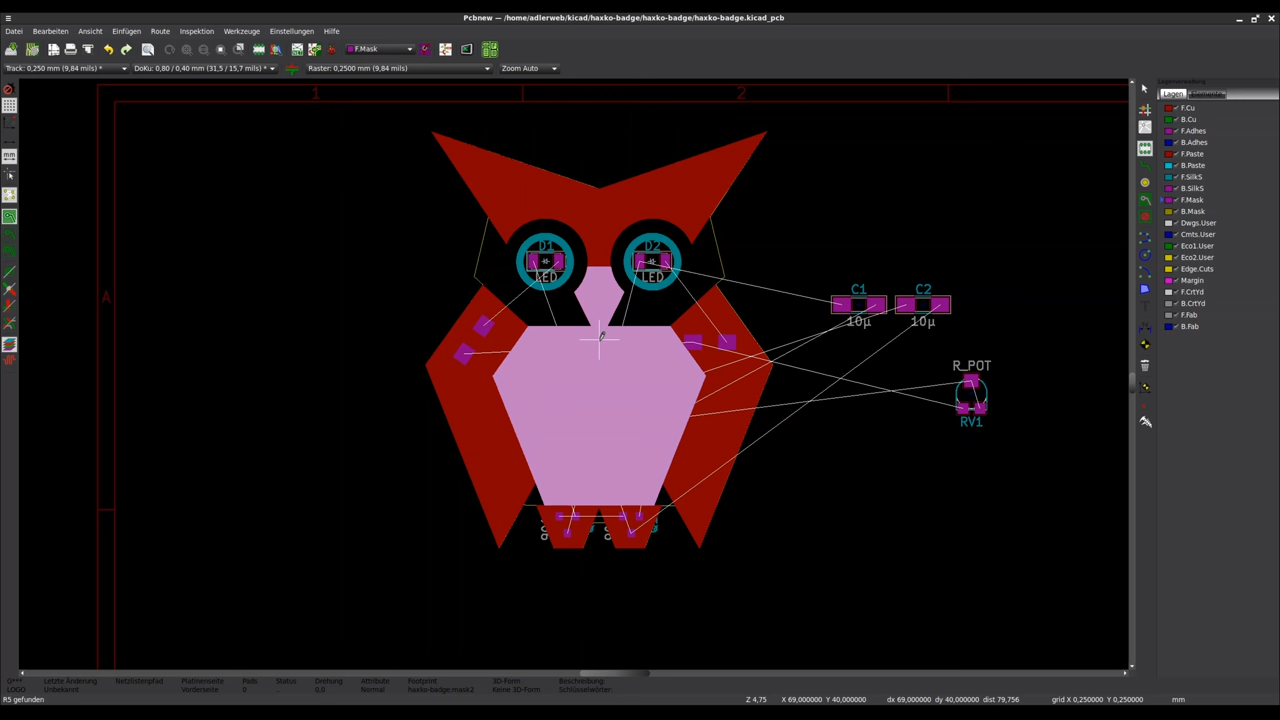 Pcbnew — /home/adlerweb/kicad/haxko-badge/haxko-badge/haxko-badge.kicad_pcb
Datei Bearbeiten Ansicht Einfügen Route Inspektion Werkzeuge Einstellungen Hilfe
F.Mask
Track: 0,250 mm (9,84 mils) * DoKu: 0,80 / 0,40 mm (31,5 / 15,7 mils) * Raster: 0,2500 mm (9,84 mils) Zoom Auto
Lagenverwaltung
Lagen Elemente
1 2
A
F.Cu
B.Cu
F.Adhes
B.Adhes
F.Paste
B.Paste
F.SilkS
B.SilkS
F.Mask
B.Mask
Dwgs.User
Cmts.User
Eco1.User
Eco2.User
Edge.Cuts
Margin
F.CrtYd
B.CrtYd
F.Fab
B.Fab
D1 D2
LED LED
C1 C2
10µ 10µ
R_POT
RV1
G*** Letzte Änderung Netzlistenpfad Pads Status Drehung Attribute Footprint 3D-Form Beschreibung:
LOGO Unbekannt Vorderseite 0 .. 0,0 Normal haxko-badge:mask2 Keine 3D-Form Schlüsselwörter:
R5 gefunden Z 4,75 X 69,000000 Y 40,000000 dx 69,000000 dy 40,000000 dist 79,756 grid X 0,250000 Y 0,250000 mm